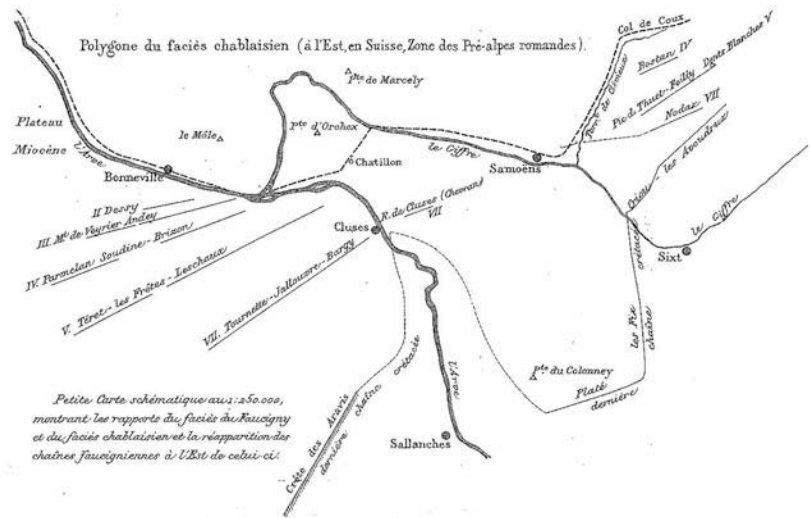 Polygone du faciès chablaisien (à l'Est, en Suisse, Zone des Pré-alpes romandes).
Col de Coux
Bostan IV
Pic d. Thuet-Foilly Dents Blanches V
Nodaz VII
Pte de Marcely
Pte d'Orchex
le Môle
Plateau
Miocène
l'Arve
Bonneville
Chatillon
le Giffre
Samoëns
Criou - les Avoudrues
le Giffre
Sixt
II Dessy
III. Mt de Veyrier Andey
IV. Parmelan Soudine - Brizon
V. Téret - les Frêtes - Leschaux
VII. Tournette - Jallouvre - Bargy
R. de Cluses (Chevran)
VII
Cluses
les Fix
crétacée
chaîne
Pte du Colonney
Platé
dernière
l'Arve
Sallanches
Crête des Aravis
dernière chaîne crétacée
Petite Carte schématique au 1:250.000,
montrant les rapports du faciès du Faucigny
et du faciès chablaisien et la réapparition des
chaînes faucigniennes à l'Est de celui-ci.